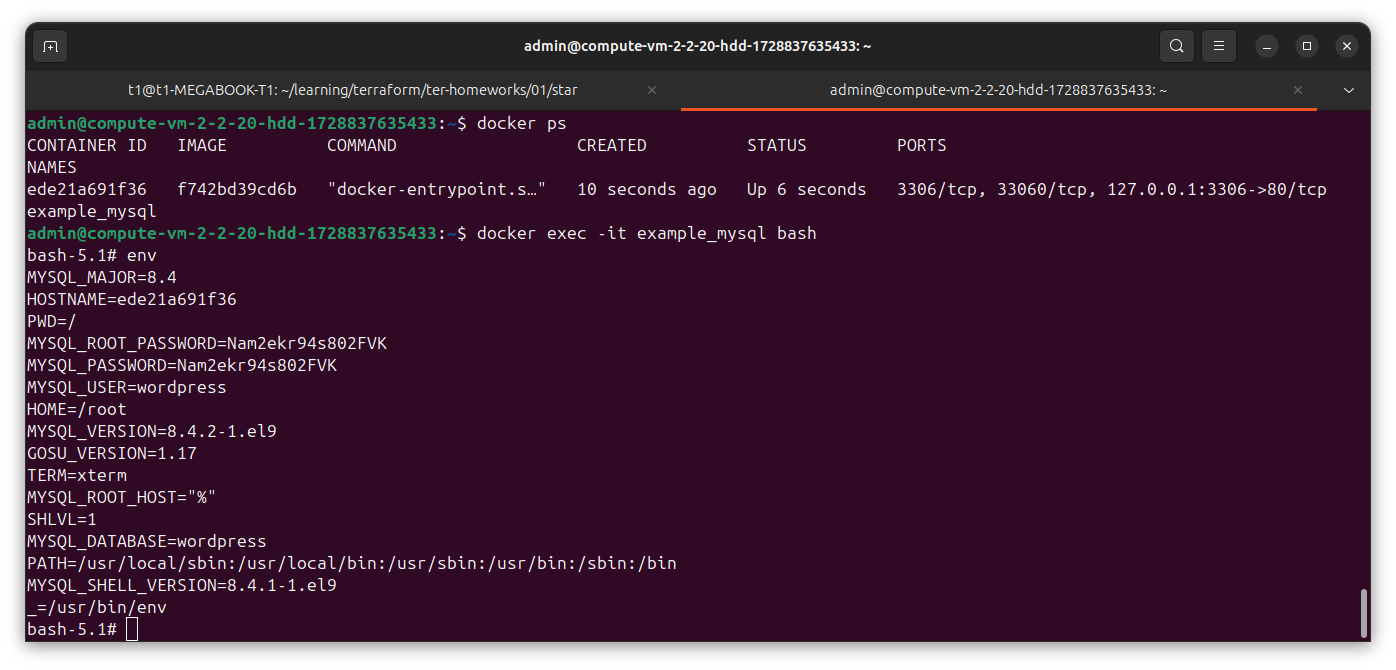 admin@compute-vm-2-2-20-hdd-1728837635433: ~
t1@t1-MEGABOOK-T1: ~/learning/terraform/ter-homeworks/01/star
admin@compute-vm-2-2-20-hdd-1728837635433: ~
admin@compute-vm-2-2-20-hdd-1728837635433:~$ docker ps
CONTAINER ID   IMAGE          COMMAND                  CREATED          STATUS         PORTS
NAMES
ede21a691f36   f742bd39cd6b   "docker-entrypoint.s…"   10 seconds ago   Up 6 seconds   3306/tcp, 33060/tcp, 127.0.0.1:3306->80/tcp
example_mysql
admin@compute-vm-2-2-20-hdd-1728837635433:~$ docker exec -it example_mysql bash
bash-5.1# env
MYSQL_MAJOR=8.4
HOSTNAME=ede21a691f36
PWD=/
MYSQL_ROOT_PASSWORD=Nam2ekr94s802FVK
MYSQL_PASSWORD=Nam2ekr94s802FVK
MYSQL_USER=wordpress
HOME=/root
MYSQL_VERSION=8.4.2-1.el9
GOSU_VERSION=1.17
TERM=xterm
MYSQL_ROOT_HOST="%"
SHLVL=1
MYSQL_DATABASE=wordpress
PATH=/usr/local/sbin:/usr/local/bin:/usr/sbin:/usr/bin:/sbin:/bin
MYSQL_SHELL_VERSION=8.4.1-1.el9
_=/usr/bin/env
bash-5.1#